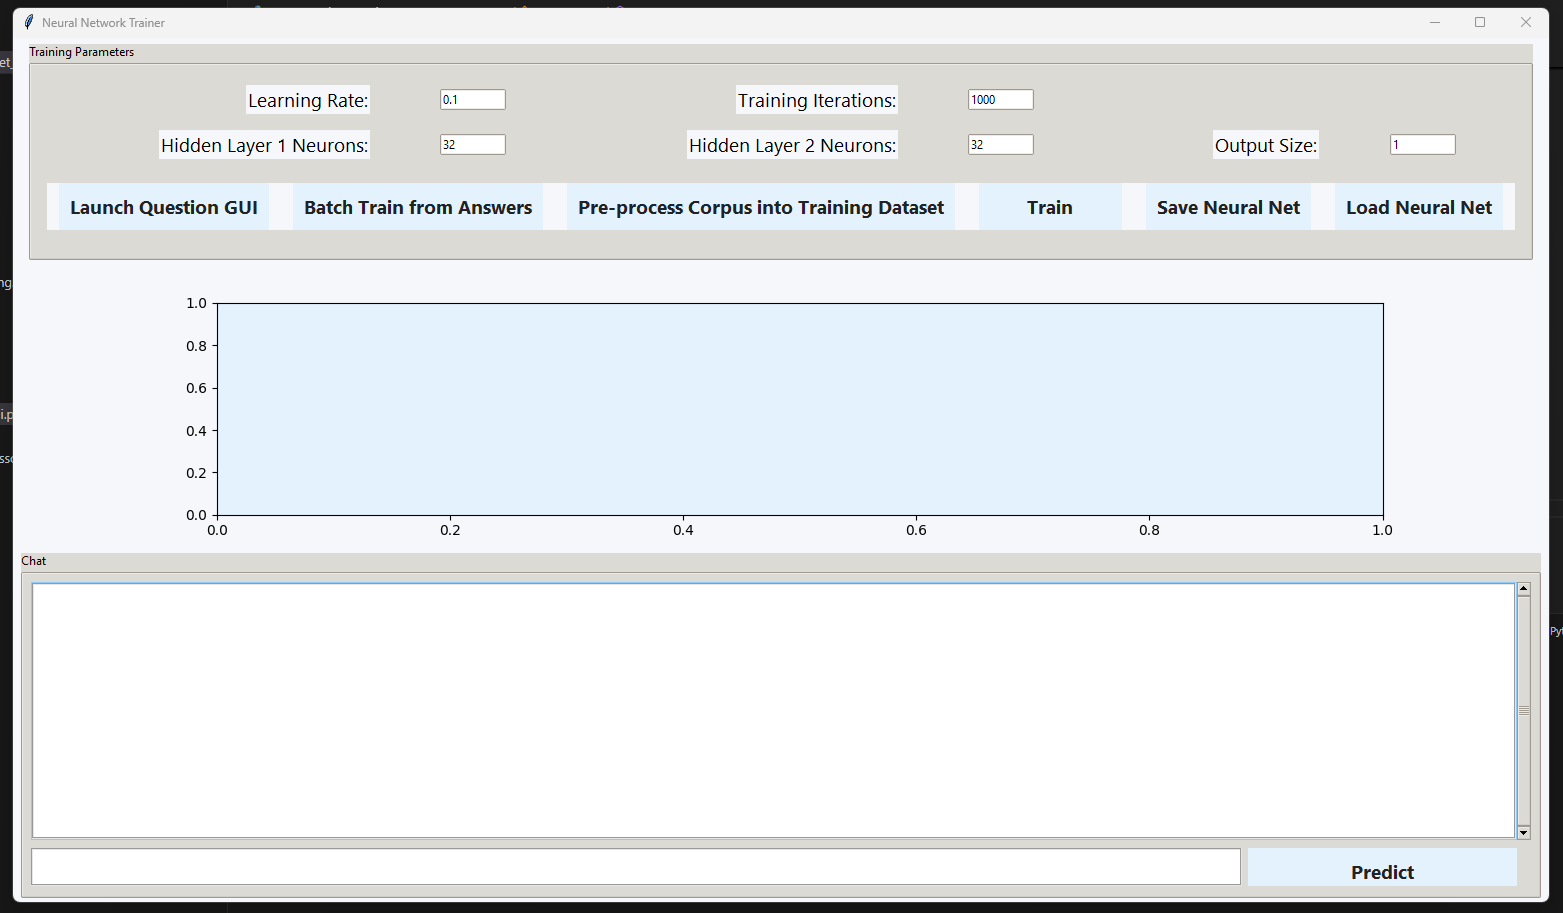 Neural Network Trainer
Training Parameters
Learning Rate: 0.1 Training Iterations: 1000
Hidden Layer 1 Neurons: 32 Hidden Layer 2 Neurons: 32 Output Size: 1
Launch Question GUI Batch Train from Answers Pre-process Corpus into Training Dataset Train Save Neural Net Load Neural Net
1.0
0.8
0.6
0.4
0.2
0.0
0.0 0.2 0.4 0.6 0.8 1.0
Chat
Predict